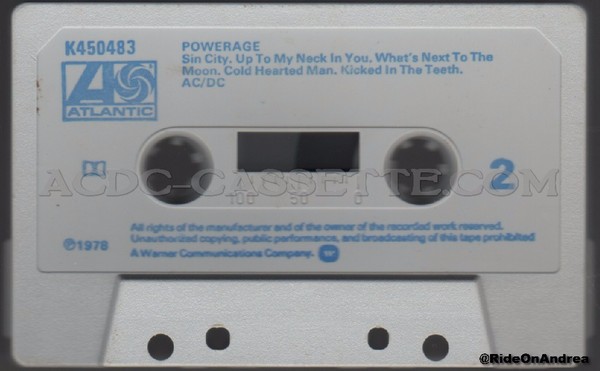 K450483
POWERAGE
Sin City. Up To My Neck In You. What's Next To The
Moon. Cold Hearted Man. Kicked In The Teeth.
AC/DC
ATLANTIC
ACDC-CASSETTE.COM
2
100 50 0
All rights of the manufacturer and of the owner of the recorded work reserved.
Unauthorized copying, public performance, and broadcasting of this tape prohibited
℗1978
A Warner Communications Company.
@RideOnAndrea